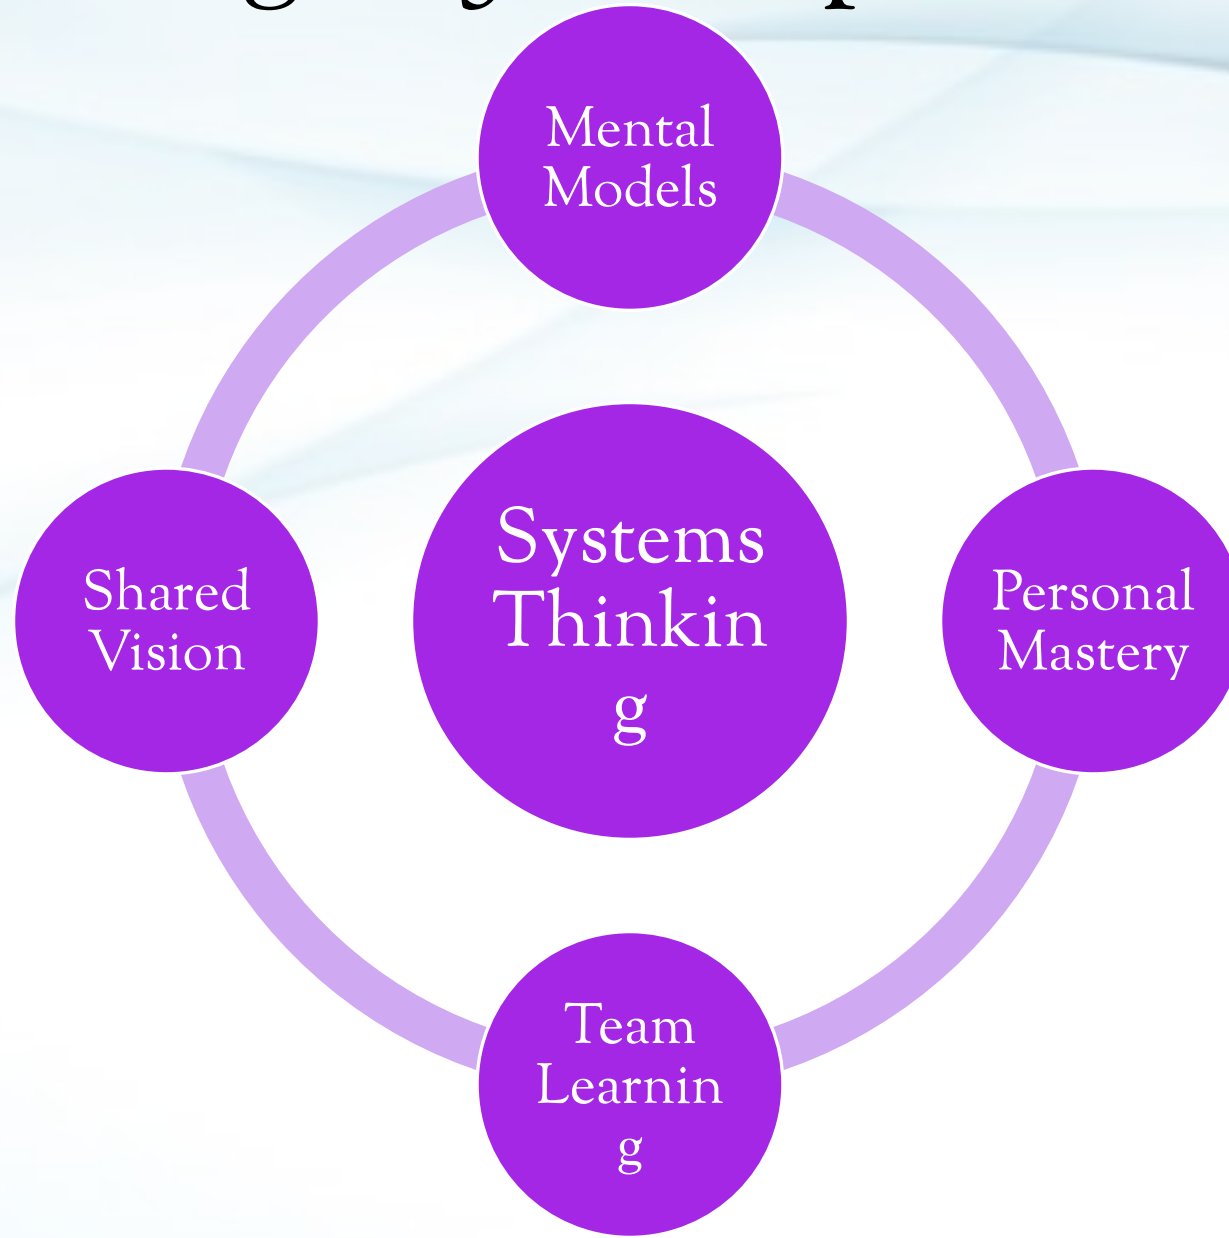 Mental
Models
Systems
Thinkin
g
Shared
Vision
Personal
Mastery
Team
Learnin
g